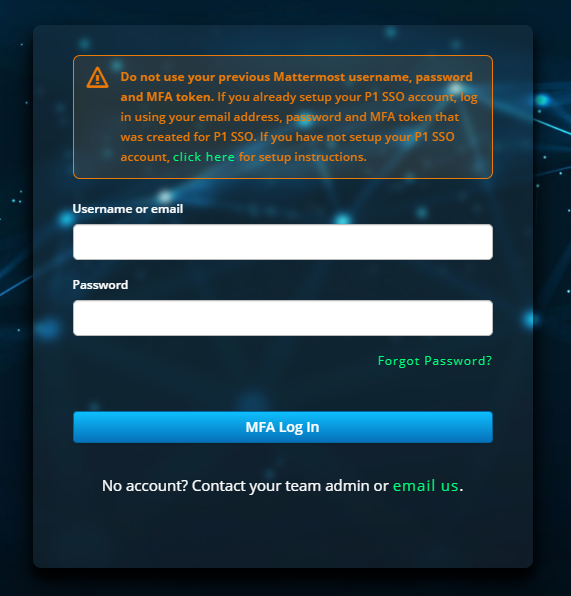 Do not use your previous Mattermost username, password
and MFA token. If you already setup your P1 SSO account, log
in using your email address, password and MFA token that
was created for P1 SSO. If you have not setup your P1 SSO
account, click here for setup instructions.
Username or email
Password
Forgot Password?
MFA Log In
No account? Contact your team admin or email us.